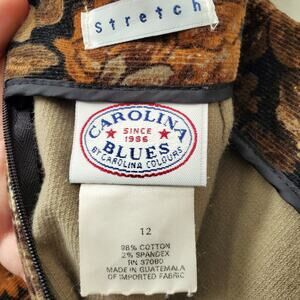 Stretch
CAROLINA
SINCE
1986
BLUES
BY CAROLINA COLOURS
12
98% COTTON
2% SPANDEX
RN 37080
MADE IN GUATEMALA
OF IMPORTED FABRIC